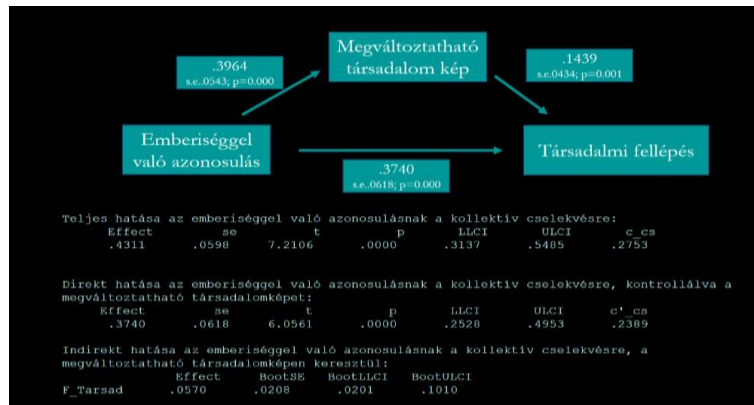 Megváltoztatható
társadalom kép
.3964
s.e..0543; p=0.000
.1439
s.e.0434; p=0.001
Emberiséggel
való azonosulás
Társadalmi fellépés
.3740
s.e..0618; p=0.000
Teljes hatása az emberiséggel való azonosulásnak a kollektív cselekvésre:
Effect se t p LLCI ULCI c_cs
.4311 .0598 7.2106 .0000 .3137 .5485 .2753
Direkt hatása az emberiséggel való azonosulásnak a kollektív cselekvésre, kontrollálva a
megváltoztatható társadalomképet:
Effect se t p LLCI ULCI c'_cs
.3740 .0618 6.0561 .0000 .2528 .4953 .2389
Indirekt hatása az emberiséggel való azonosulásnak a kollektív cselekvésre, a
megváltoztatható társadalomképen keresztül:
Effect BootSE BootLLCI BootULCI
F_Tarsad .0570 .0208 .0201 .1010